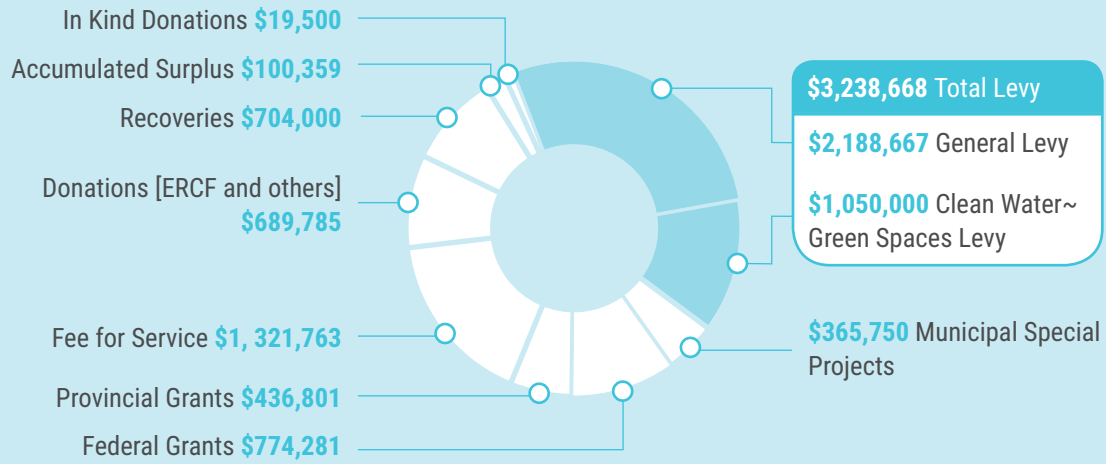 In Kind Donations $19,500
Accumulated Surplus $100,359
Recoveries $704,000
Donations [ERCF and others]
$689,785
Fee for Service $1, 321,763
Provincial Grants $436,801
Federal Grants $774,281
$3,238,668 Total Levy
$2,188,667 General Levy
$1,050,000 Clean Water~
Green Spaces Levy
$365,750 Municipal Special
Projects